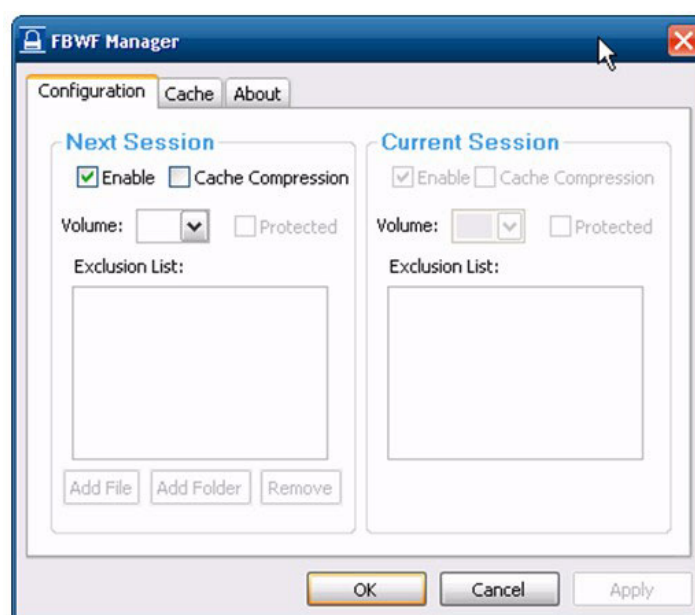 FBWF Manager
Configuration Cache About
Next Session
Enable Cache Compression
Volume: Protected
Exclusion List:
Add File Add Folder Remove
Current Session
Enable Cache Compression
Volume: Protected
Exclusion List:
OK Cancel Apply